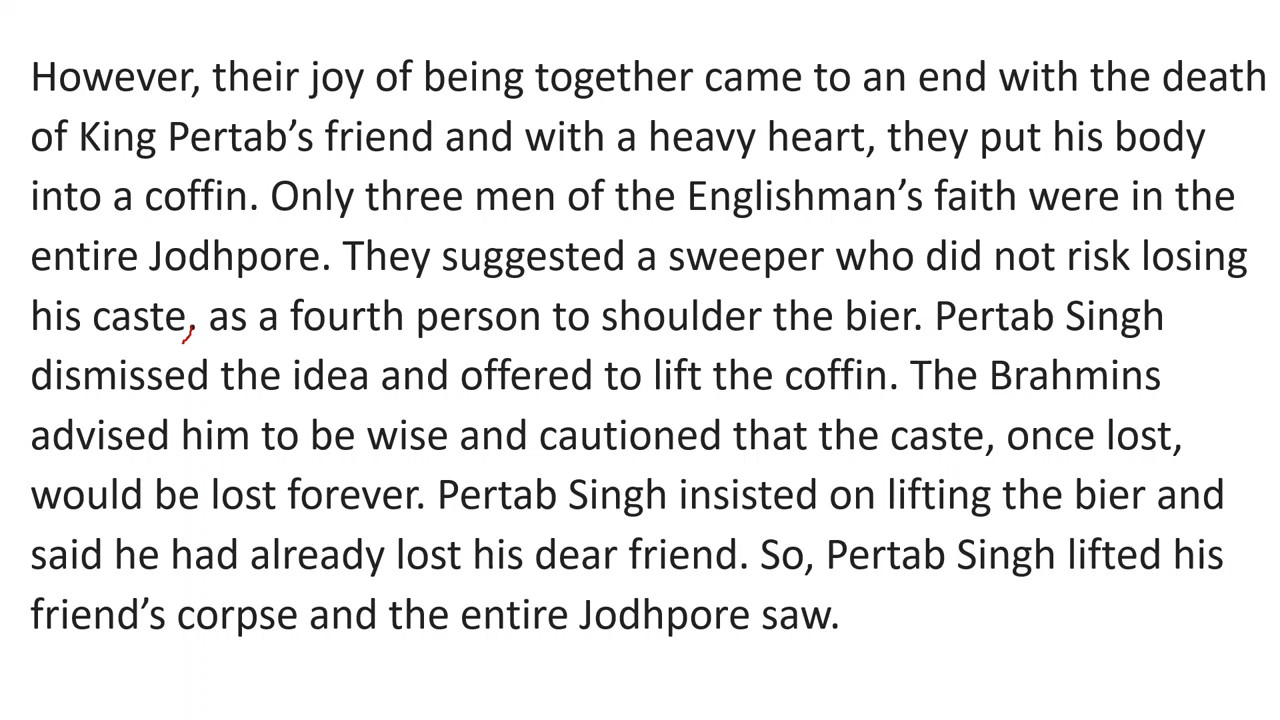 However, their joy of being together came to an end with the death
of King Pertab’s friend and with a heavy heart, they put his body
into a coffin. Only three men of the Englishman’s faith were in the
entire Jodhpore. They suggested a sweeper who did not risk losing
his caste, as a fourth person to shoulder the bier. Pertab Singh
dismissed the idea and offered to lift the coffin. The Brahmins
advised him to be wise and cautioned that the caste, once lost,
would be lost forever. Pertab Singh insisted on lifting the bier and
said he had already lost his dear friend. So, Pertab Singh lifted his
friend’s corpse and the entire Jodhpore saw.